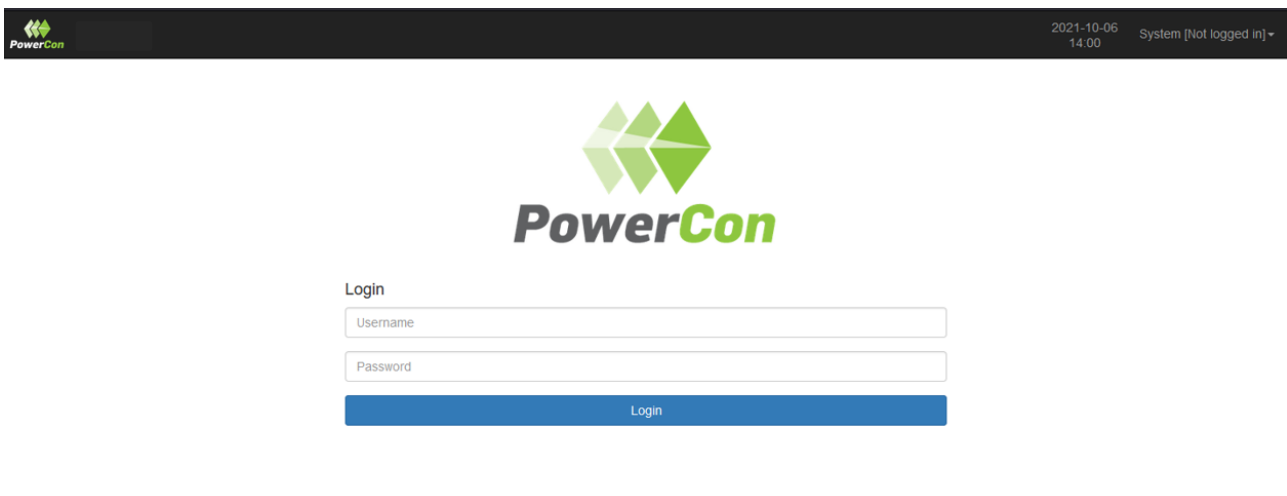 PowerCon
2021-10-06
14:00
System [Not logged in]
PowerCon
Login
Username
Password
Login